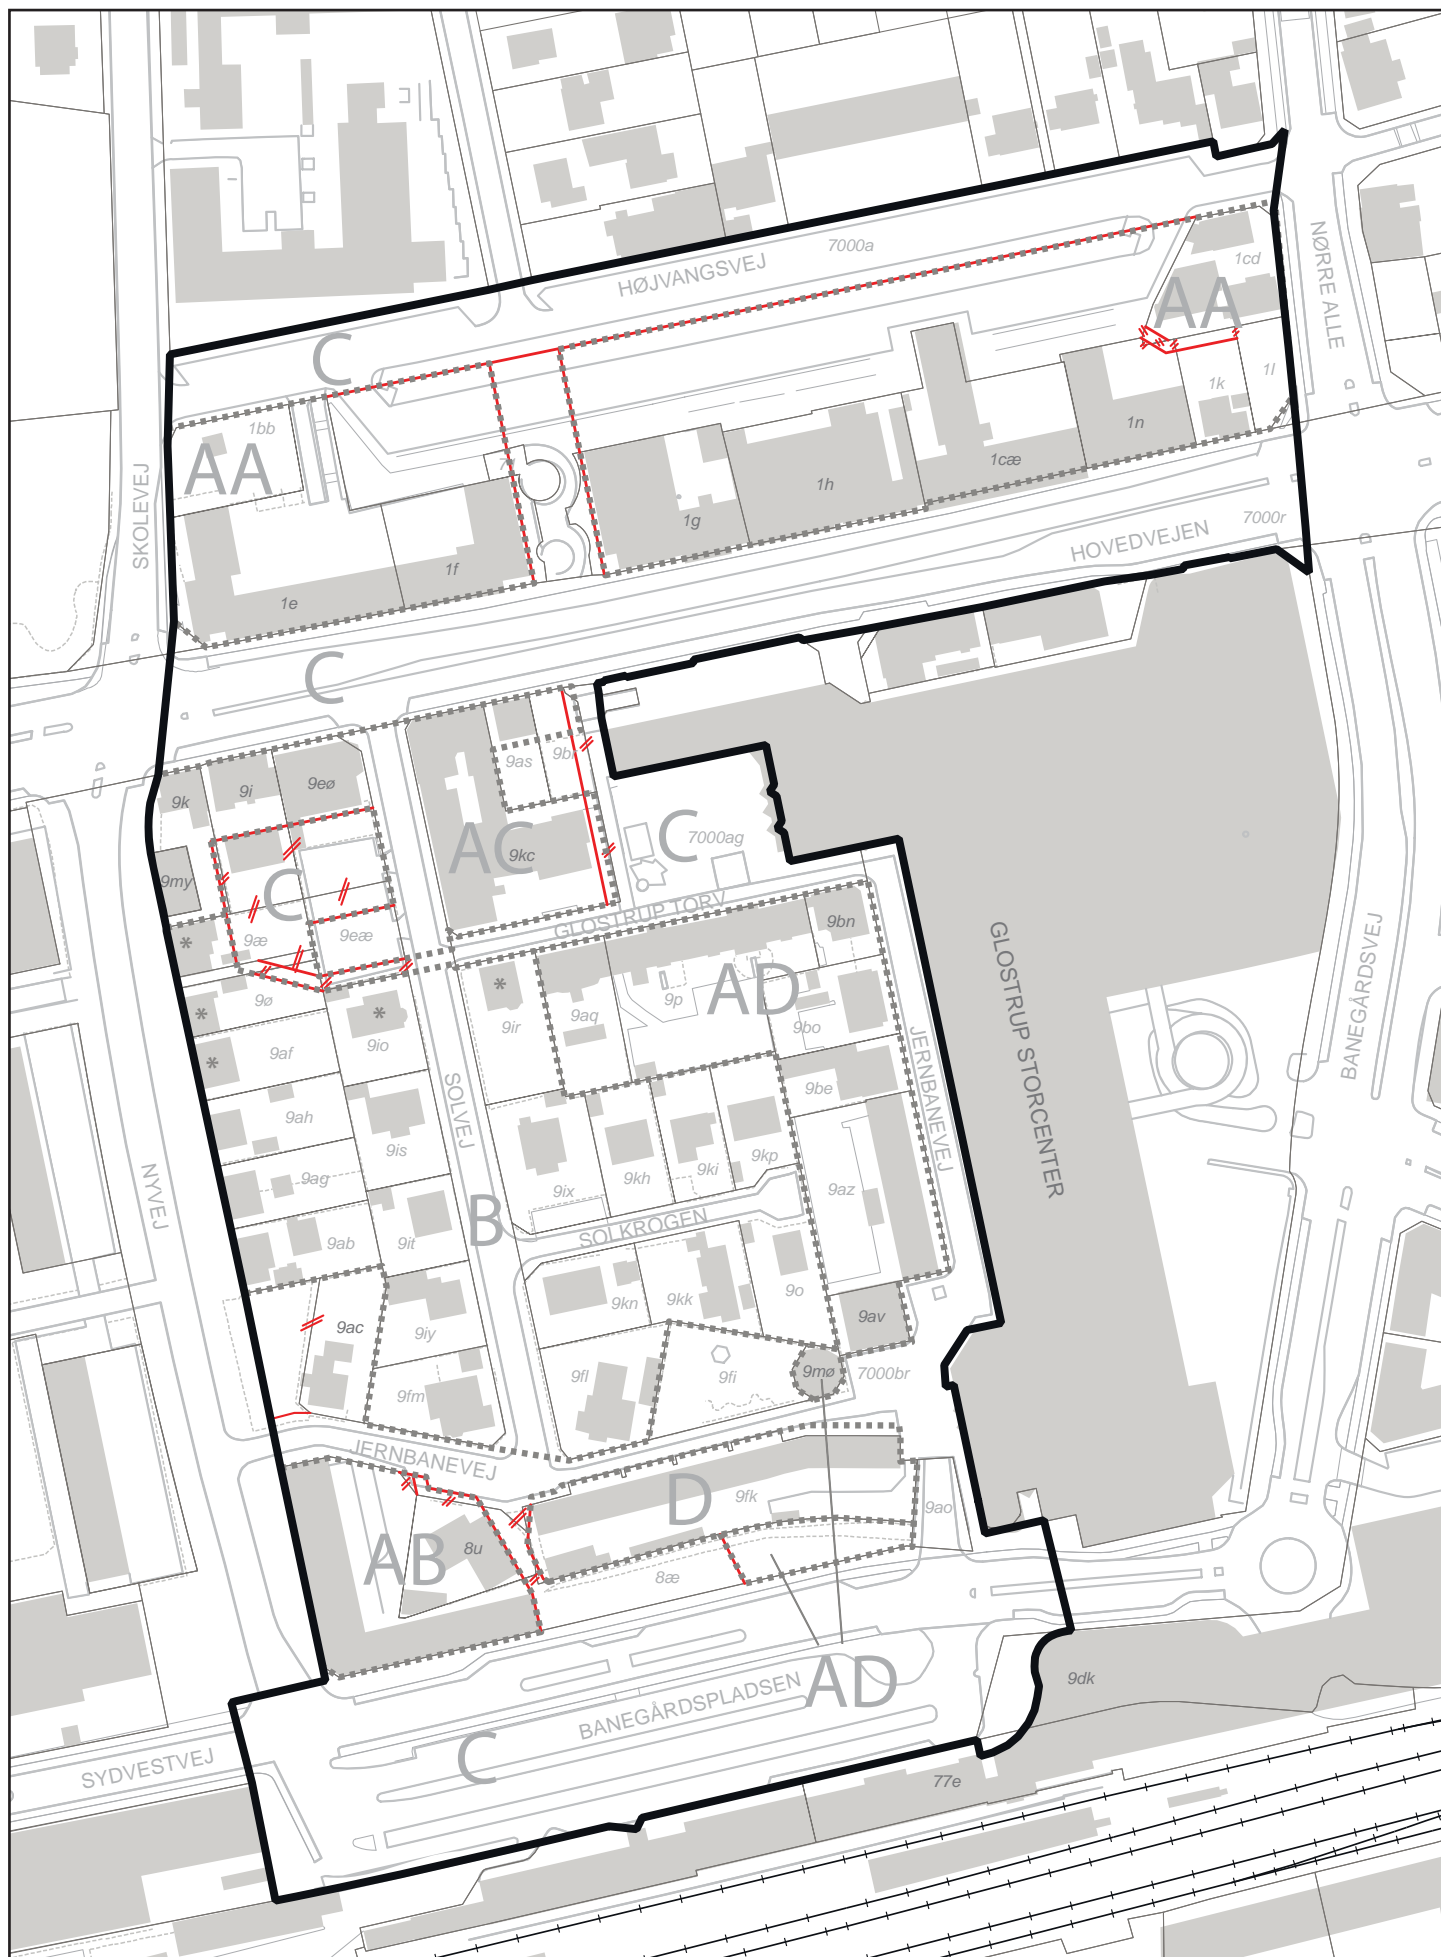 7000a
HØJVANGSVEJ
NØRRE ALLE
1cd
AA
C
1bb
AA
1l
1k
1n
1cæ
1h
1g
1f
1e
SKOLEVEJ
7000r
HOVEDVEJEN
C
9k
9i
9eø
9as
AC
9kc
C
7000ag
9my
C
*
9æ
9eæ
GLOSTRUP TORV
9bn
GLOSTRUP STORCENTER
BANEGÅRDSVEJ
*
9ir
9aq
9p
AD
9bo
9ø
*
*
9io
9af
*
JERNBANEVEJ
9be
SOLVEJ
9ah
9is
9ix
9kh
9ki
9kp
9az
NYVEJ
9ag
B
SOLKROGEN
9ab
9it
9kn
9kk
9o
9ac
9iy
9av
9fl
9fi
9mø
7000br
9fm
JERNBANEVEJ
D
9fk
9ao
AB
8u
8æ
AD
9dk
BANEGÅRDSPLADSEN
C
SYDVESTVEJ
77e